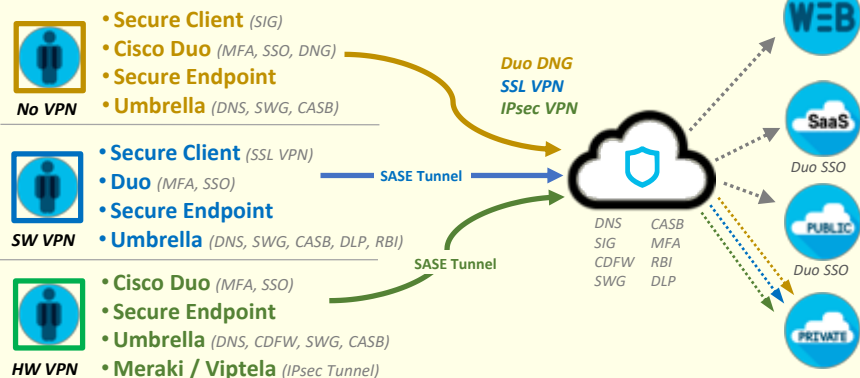 • Secure Client (SIG)
• Cisco Duo (MFA, SSO, DNG)
• Secure Endpoint
• Umbrella (DNS, SWG, CASB)
No VPN
• Secure Client (SSL VPN)
• Duo (MFA, SSO)
• Secure Endpoint
• Umbrella (DNS, SWG, CASB, DLP, RBI)
SW VPN
• Cisco Duo (MFA, SSO)
• Secure Endpoint
• Umbrella (DNS, CDFW, SWG, CASB)
• Meraki / Viptela (IPsec Tunnel)
HW VPN
SASE Tunnel
SASE Tunnel
Duo DNG
SSL VPN
IPsec VPN
DNS CASB
SIG MFA
CDFW RBI
SWG DLP
WEB
SaaS
Duo SSO
PUBLIC
Duo SSO
PRIVATE